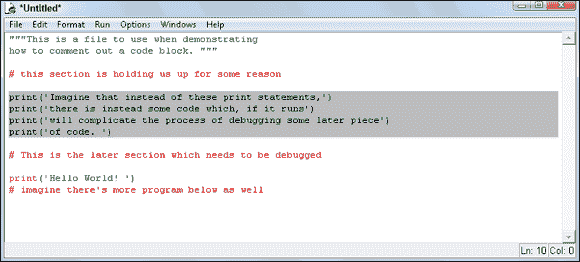 *Untitled*
File Edit Format Run Options Windows Help
"""This is a file to use when demonstrating
how to comment out a code block. """
# this section is holding us up for some reason
print('Imagine that instead of these print statements,')
print('there is instead some code which, if it runs')
print('will complicate the process of debugging some later piece')
print('of code. ')
# This is the later section which needs to be debugged
print('Hello World! ')
# imagine there's more program below as well
Ln: 10 Col: 0